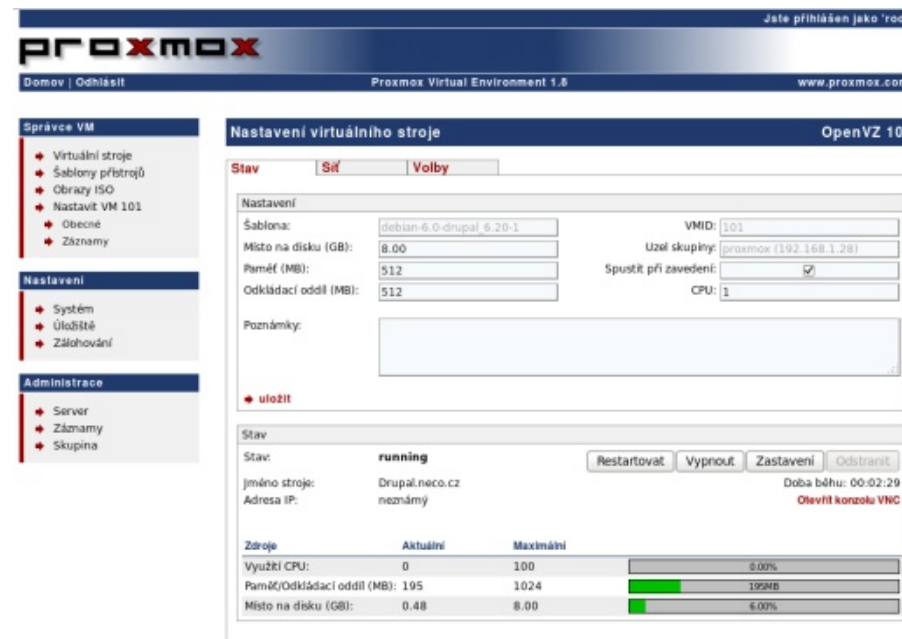 Jste přihlášen jako 'roo
proxmox
Domov | Odhlásit Proxmox Virtual Environment 1.8 www.proxmox.com
Správce VM
Virtuální stroje
Šablony přístrojů
Obrazy ISO
Nastavit VM 101
Obecné
Záznamy
Nastavení
Systém
Úložiště
Zálohování
Administrace
Server
Záznamy
Skupina
Nastavení virtuálního stroje OpenVZ 10
Stav Síť Volby
Nastavení
Šablona: debian-6.0-drupal_6.20-1 VMID: 101
Místo na disku (GB): 8.00 Uzel skupiny: proxmox (192.168.1.28)
Paměť (MB): 512 Spustit při zavedení:
Odkládací oddíl (MB): 512 CPU: 1
Poznámky:
uložit
Stav
Stav: running Restartovat Vypnout Zastavení Odstranit
Jméno stroje: Drupal.neco.cz Doba běhu: 00:02:29
Adresa IP: neznámý Otevřít konzolu VNC
Zdroje Aktuální Maximální
Využití CPU: 0 100 0.00%
Paměť/Odkládací oddíl (MB): 195 1024 195MB
Místo na disku (GB): 0.48 8.00 6.00%